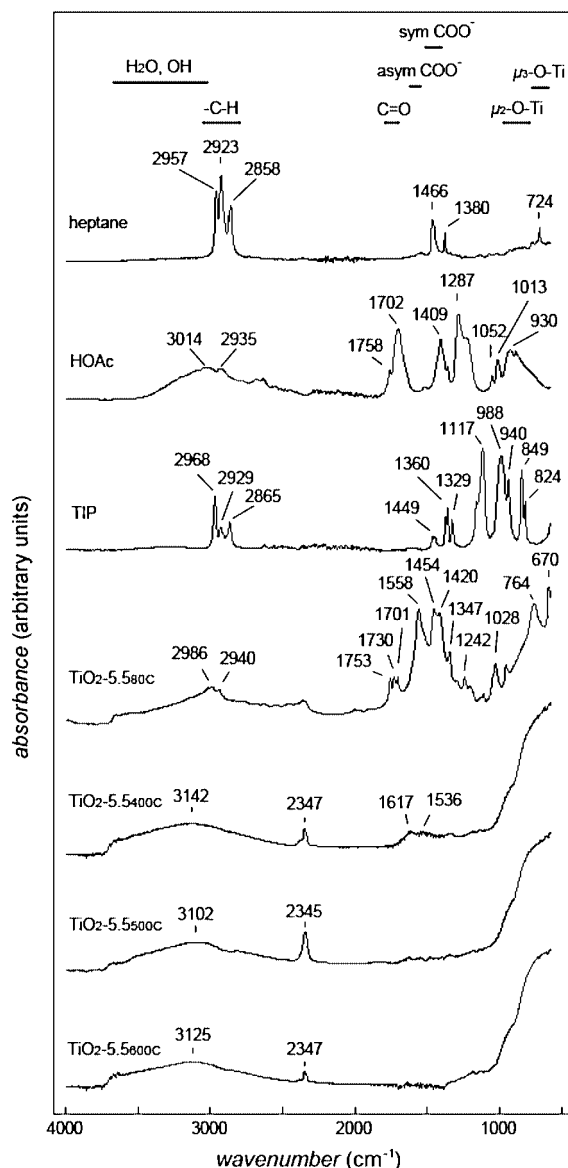 sym COO⁻
H₂O, OH asym COO⁻ μ₃-O-Ti
-C-H C=O μ₂-O-Ti
2957 2923 2858 1466 1380 724
heptane
3014 2935 1758 1702 1409 1287 1052 1013 930
HOAc
2968 2929 2865 1449 1360 1329 1117 988 940 849 824
TIP
2986 2940 1753 1730 1701 1558 1454 1420 1347 1242 1028 764 670
TiO₂-5.580C
3142 2347 1617 1536
TiO₂-5.5400C
3102 2345
TiO₂-5.5500C
3125 2347
TiO₂-5.5600C
absorbance (arbitrary units)
4000 3000 2000 1000
wavenumber (cm⁻¹)